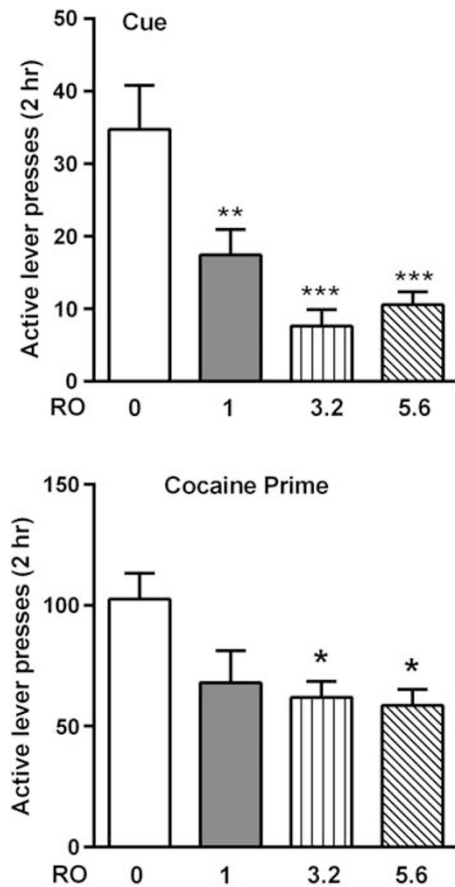 Cue
Active lever presses (2 hr)
50
40
30
20
10
0
**
***
***
RO 0 1 3.2 5.6
Cocaine Prime
Active lever presses (2 hr)
150
100
50
0
*
*
RO 0 1 3.2 5.6